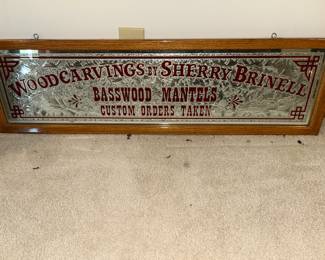 WOODCARVINGS BY SHERRY BRINELL
BASSWOOD MANTELS
CUSTOM ORDERS TAKEN